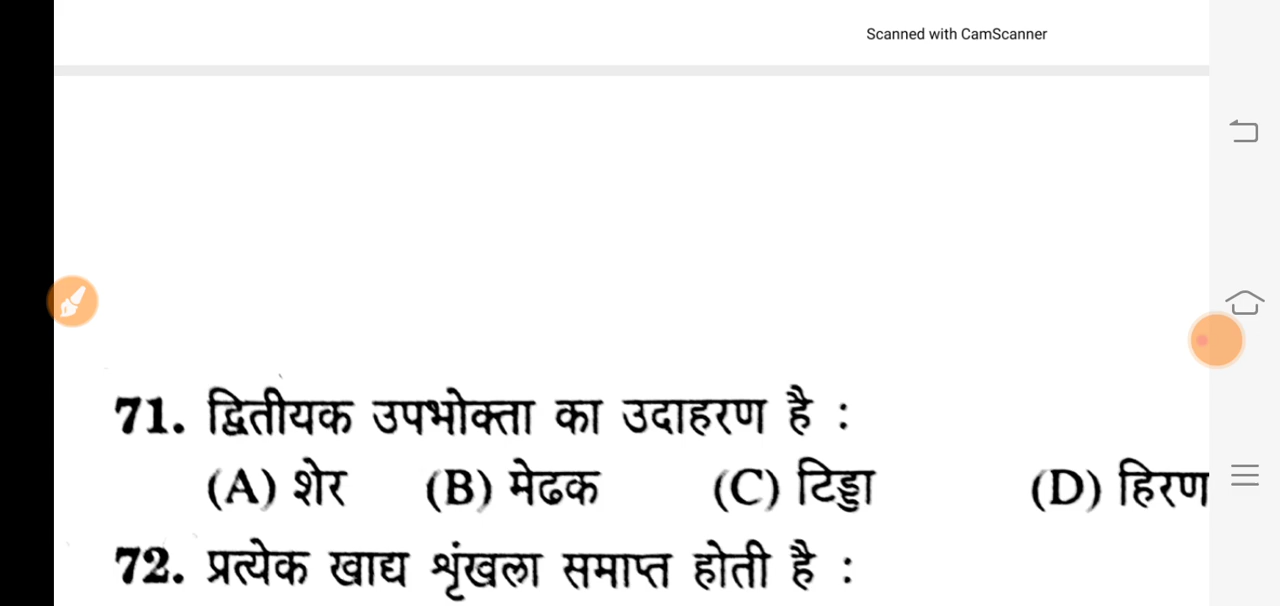 Scanned with CamScanner
71. द्वितीयक उपभोक्ता का उदाहरण है :
(A) शेर (B) मेढक (C) टिड्डा (D) हिरण
72. प्रत्येक खाद्य शृंखला समाप्त होती है :